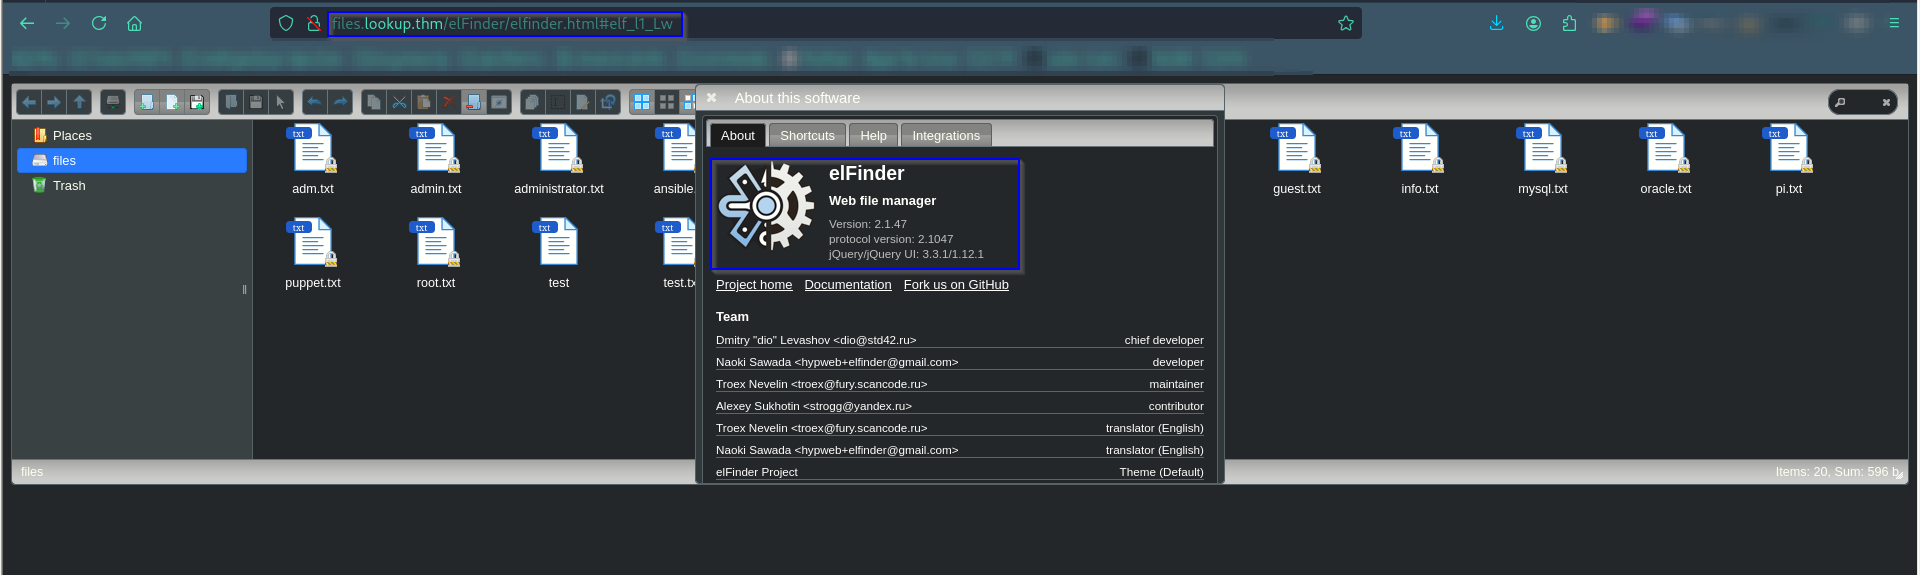 files.lookup.thm/elFinder/elfinder.html#elf_l1_Lw
About this software
Places
files
Trash
About Shortcuts Help Integrations
txt txt txt txt txt txt txt txt txt
adm.txt admin.txt administrator.txt ansible. guest.txt info.txt mysql.txt oracle.txt pi.txt
elFinder
Web file manager
Version: 2.1.47
protocol version: 2.1047
jQuery/jQuery UI: 3.3.1/1.12.1
txt txt txt txt
puppet.txt root.txt test test.tx
Project home Documentation Fork us on GitHub
Team
Dmitry "dio" Levashov <dio@std42.ru> chief developer
Naoki Sawada <hypweb+elfinder@gmail.com> developer
Troex Nevelin <troex@fury.scancode.ru> maintainer
Alexey Sukhotin <strogg@yandex.ru> contributor
Troex Nevelin <troex@fury.scancode.ru> translator (English)
Naoki Sawada <hypweb+elfinder@gmail.com> translator (English)
elFinder Project Theme (Default)
files Items: 20, Sum: 596 b